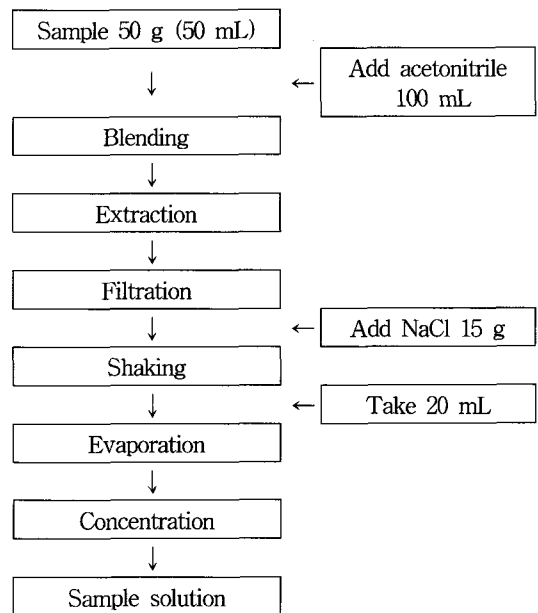 Sample 50 g (50 mL)
Add acetonitrile
100 mL
Blending
Extraction
Filtration
Add NaCl 15 g
Shaking
Take 20 mL
Evaporation
Concentration
Sample solution